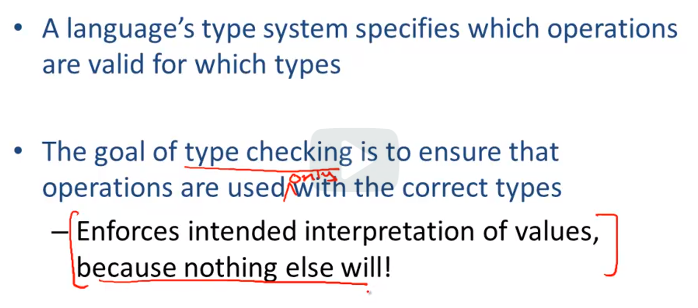 • A language's type system specifies which operations
are valid for which types
• The goal of type checking is to ensure that
operations are used only with the correct types
– Enforces intended interpretation of values,
because nothing else will!